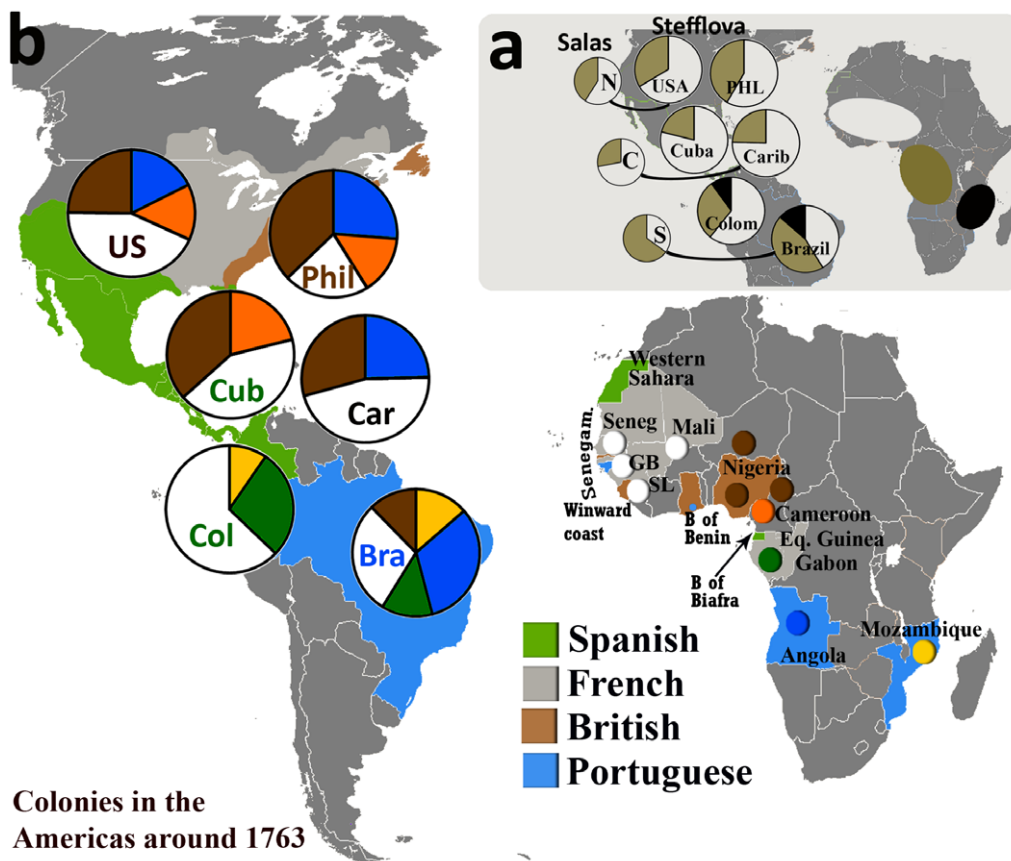 b
a
Stefflova
Salas
N
USA
PHL
C
Cuba
Carib
S
Colom
Brazil
US
Phil
Cub
Car
Col
Bra
Western
Sahara
Senegam.
Seneg
Mali
GB
SL
Nigeria
Winward
coast
B of
Benin
Cameroon
Eq. Guinea
Gabon
B of
Biafra
Mozambique
Angola
Spanish
French
British
Portuguese
Colonies in the
Americas around 1763